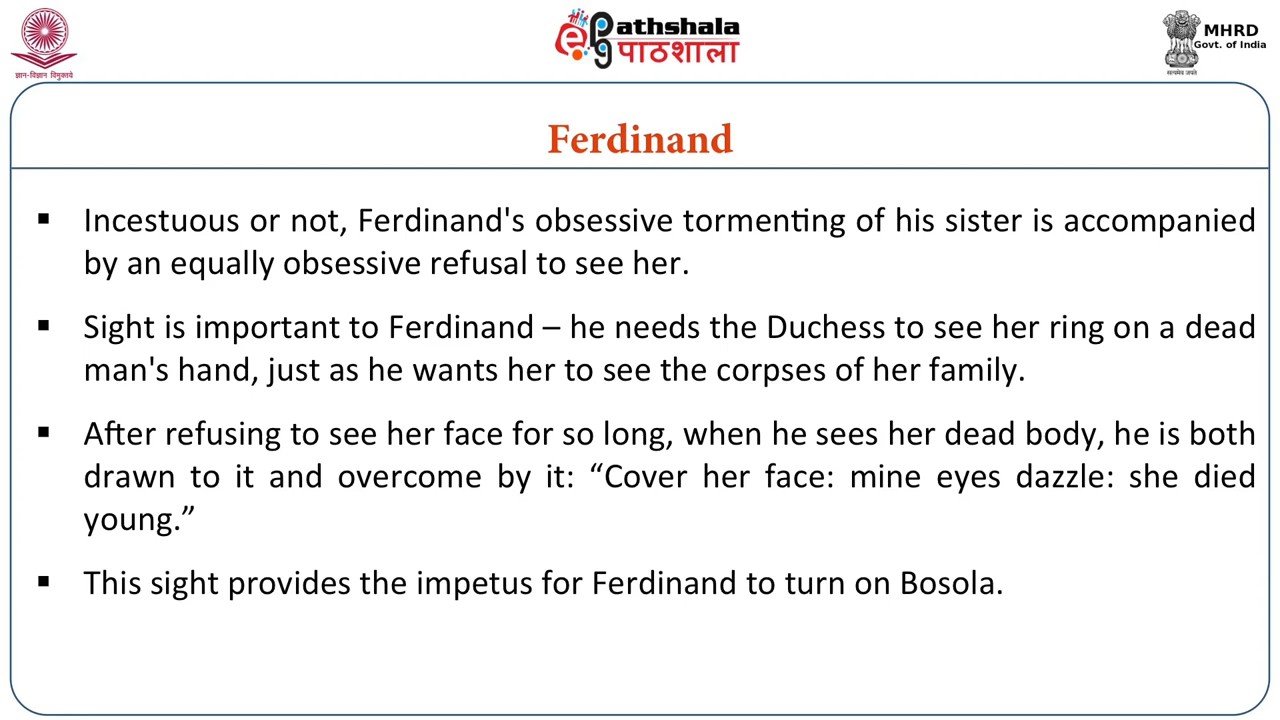 ज्ञान-विज्ञान विमुक्तये
ePathshala
पाठशाला
MHRD
Govt. of India
सत्यमेव जयते
Ferdinand
▪ Incestuous or not, Ferdinand's obsessive tormenting of his sister is accompanied
by an equally obsessive refusal to see her.
▪ Sight is important to Ferdinand – he needs the Duchess to see her ring on a dead
man's hand, just as he wants her to see the corpses of her family.
▪ After refusing to see her face for so long, when he sees her dead body, he is both
drawn to it and overcome by it: “Cover her face: mine eyes dazzle: she died
young.”
▪ This sight provides the impetus for Ferdinand to turn on Bosola.